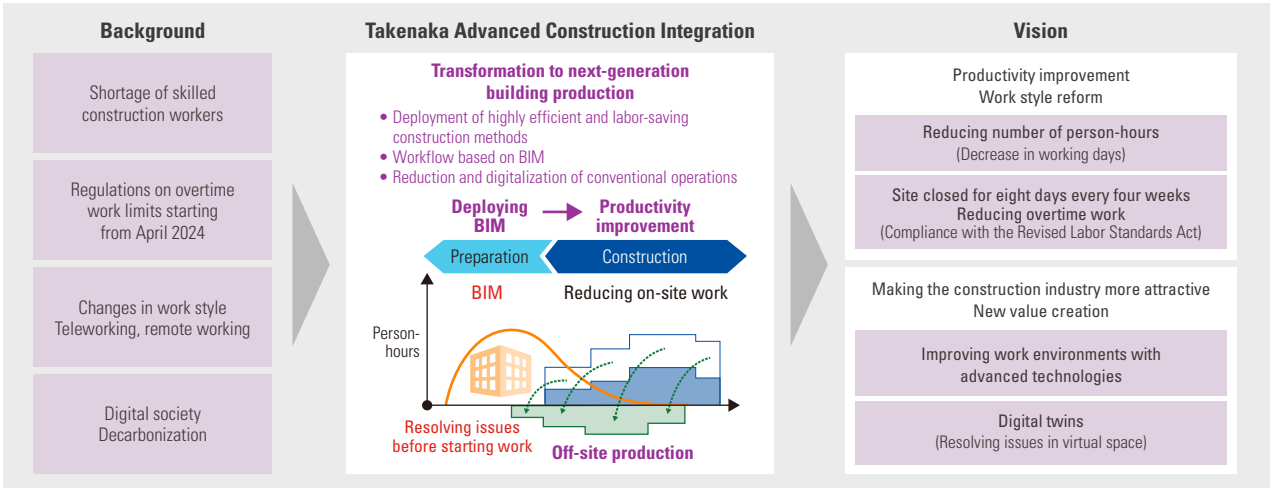 Background
Shortage of skilled
construction workers
Regulations on overtime
work limits starting
from April 2024
Changes in work style
Teleworking, remote working
Digital society
Decarbonization
Takenaka Advanced Construction Integration
Transformation to next-generation
building production
• Deployment of highly efficient and labor-saving
construction methods
• Workflow based on BIM
• Reduction and digitalization of conventional operations
Deploying
BIM
Productivity
improvement
Preparation
Construction
BIM
Reducing on-site work
Person-
hours
Resolving issues
before starting work
Off-site production
Vision
Productivity improvement
Work style reform
Reducing number of person-hours
(Decrease in working days)
Site closed for eight days every four weeks
Reducing overtime work
(Compliance with the Revised Labor Standards Act)
Making the construction industry more attractive
New value creation
Improving work environments with
advanced technologies
Digital twins
(Resolving issues in virtual space)